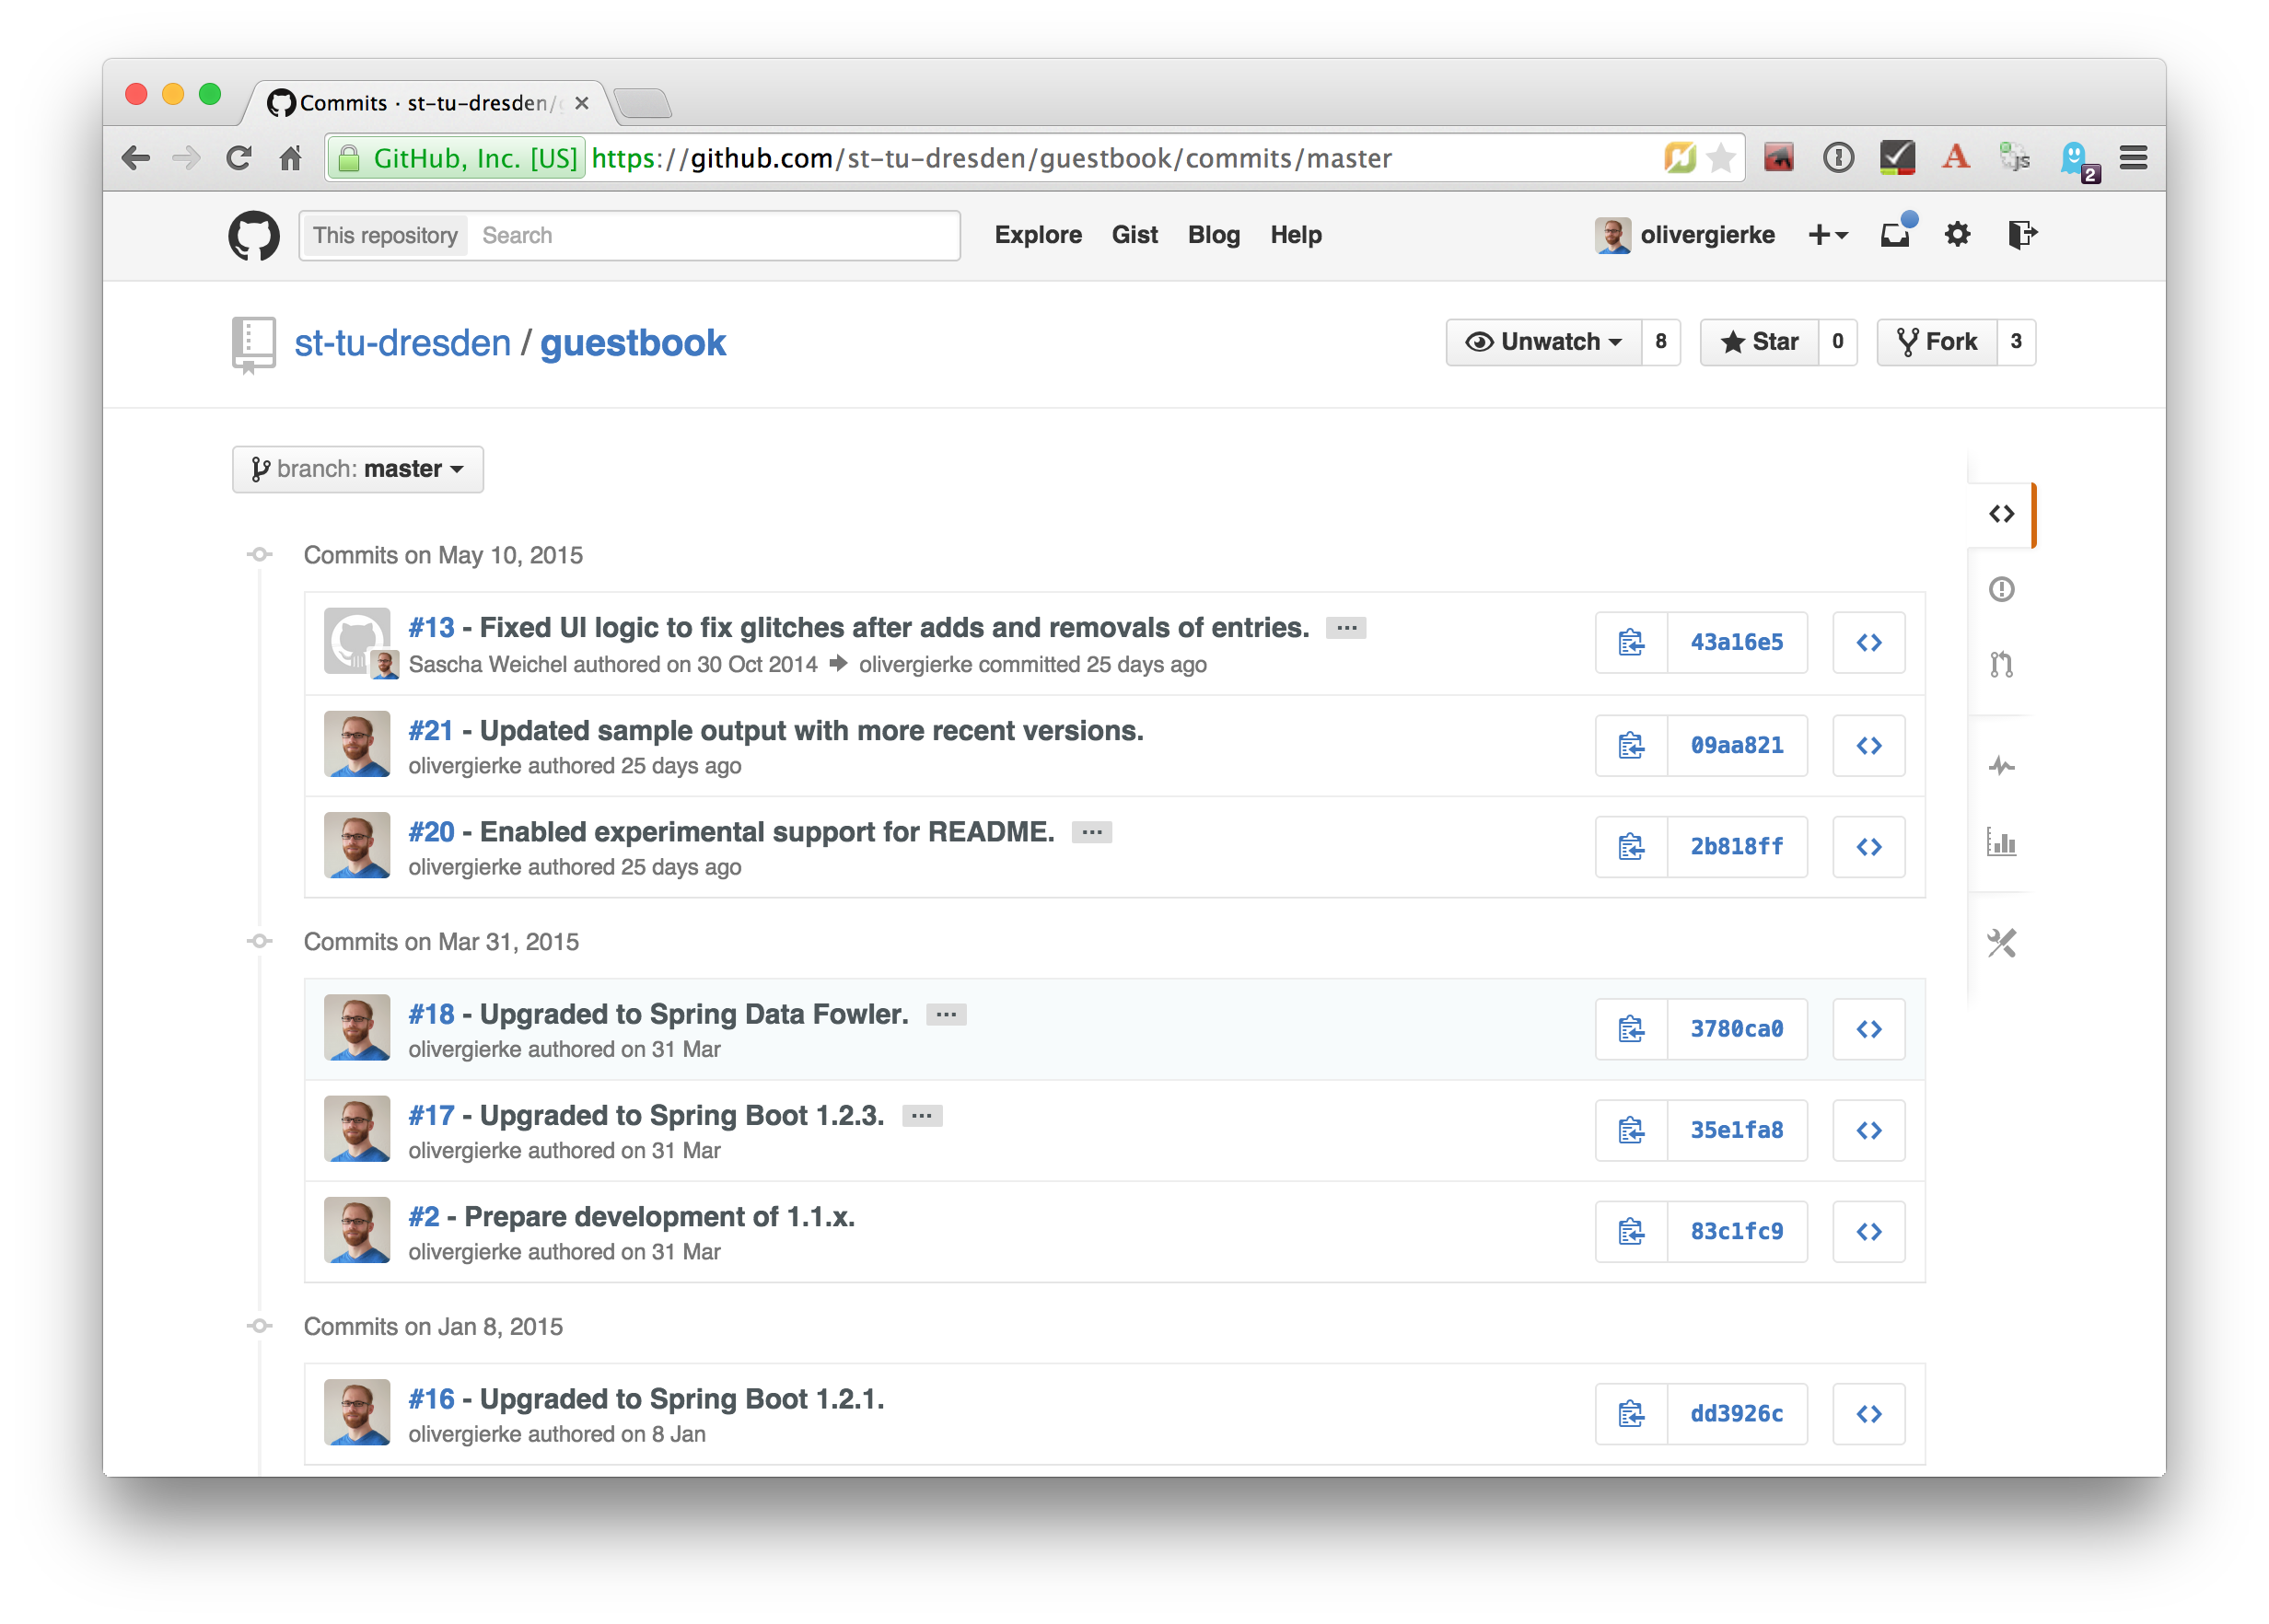 Commits · st-tu-dresden/
GitHub, Inc. [US] https://github.com/st-tu-dresden/guestbook/commits/master
A
JS
2
This repository Search Explore Gist Blog Help olivergierke
st-tu-dresden / guestbook Unwatch 8 Star 0 Fork 3
branch: master
Commits on May 10, 2015
#13 - Fixed UI logic to fix glitches after adds and removals of entries. ...
43a16e5
Sascha Weichel authored on 30 Oct 2014 olivergierke committed 25 days ago
#21 - Updated sample output with more recent versions.
09aa821
olivergierke authored 25 days ago
#20 - Enabled experimental support for README. ...
2b818ff
olivergierke authored 25 days ago
Commits on Mar 31, 2015
#18 - Upgraded to Spring Data Fowler. ...
3780ca0
olivergierke authored on 31 Mar
#17 - Upgraded to Spring Boot 1.2.3. ...
35e1fa8
olivergierke authored on 31 Mar
#2 - Prepare development of 1.1.x.
83c1fc9
olivergierke authored on 31 Mar
Commits on Jan 8, 2015
#16 - Upgraded to Spring Boot 1.2.1.
dd3926c
olivergierke authored on 8 Jan